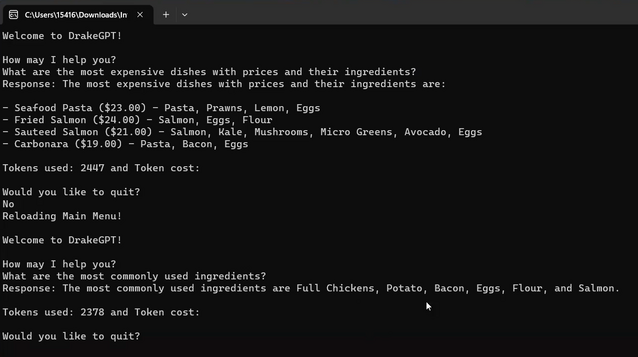 C:\Users\15416\Downloads\In
Welcome to DrakeGPT!
How may I help you?
What are the most expensive dishes with prices and their ingredients?
Response: The most expensive dishes with prices and their ingredients are:
- Seafood Pasta ($23.00) - Pasta, Prawns, Lemon, Eggs
- Fried Salmon ($24.00) - Salmon, Eggs, Flour
- Sauteed Salmon ($21.00) - Salmon, Kale, Mushrooms, Micro Greens, Avocado, Eggs
- Carbonara ($19.00) - Pasta, Bacon, Eggs
Tokens used: 2447 and Token cost:
Would you like to quit?
No
Reloading Main Menu!
Welcome to DrakeGPT!
How may I help you?
What are the most commonly used ingredients?
Response: The most commonly used ingredients are Full Chickens, Potato, Bacon, Eggs, Flour, and Salmon.
Tokens used: 2378 and Token cost:
Would you like to quit?